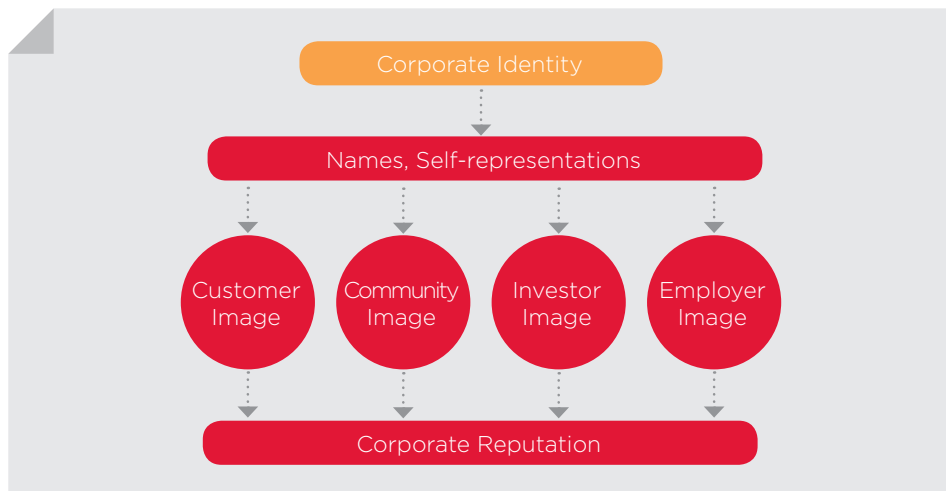 Corporate Identity
Names, Self-representations
Customer
Image
Community
Image
Investor
Image
Employer
Image
Corporate Reputation